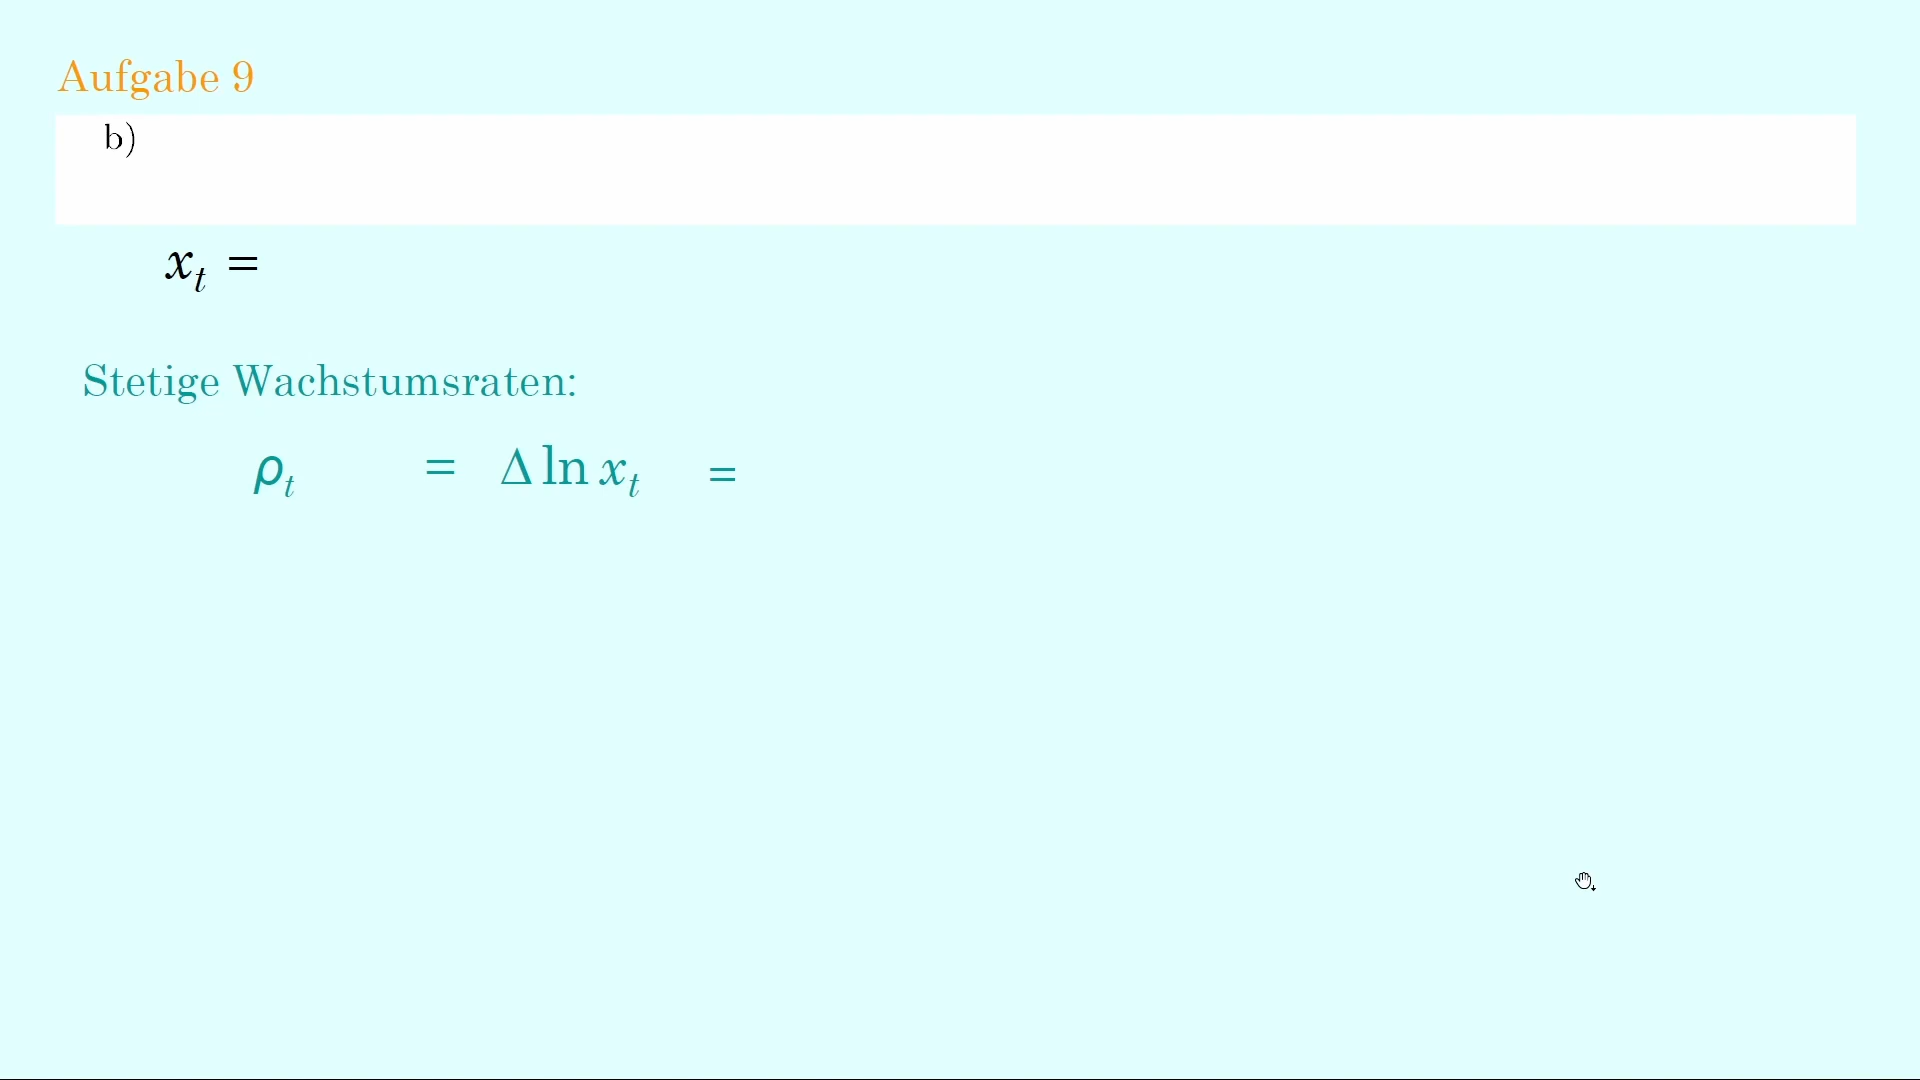 Aufgabe 9
b)
x_t =
Stetige Wachstumsraten:
ρ_t = Δ ln x_t =